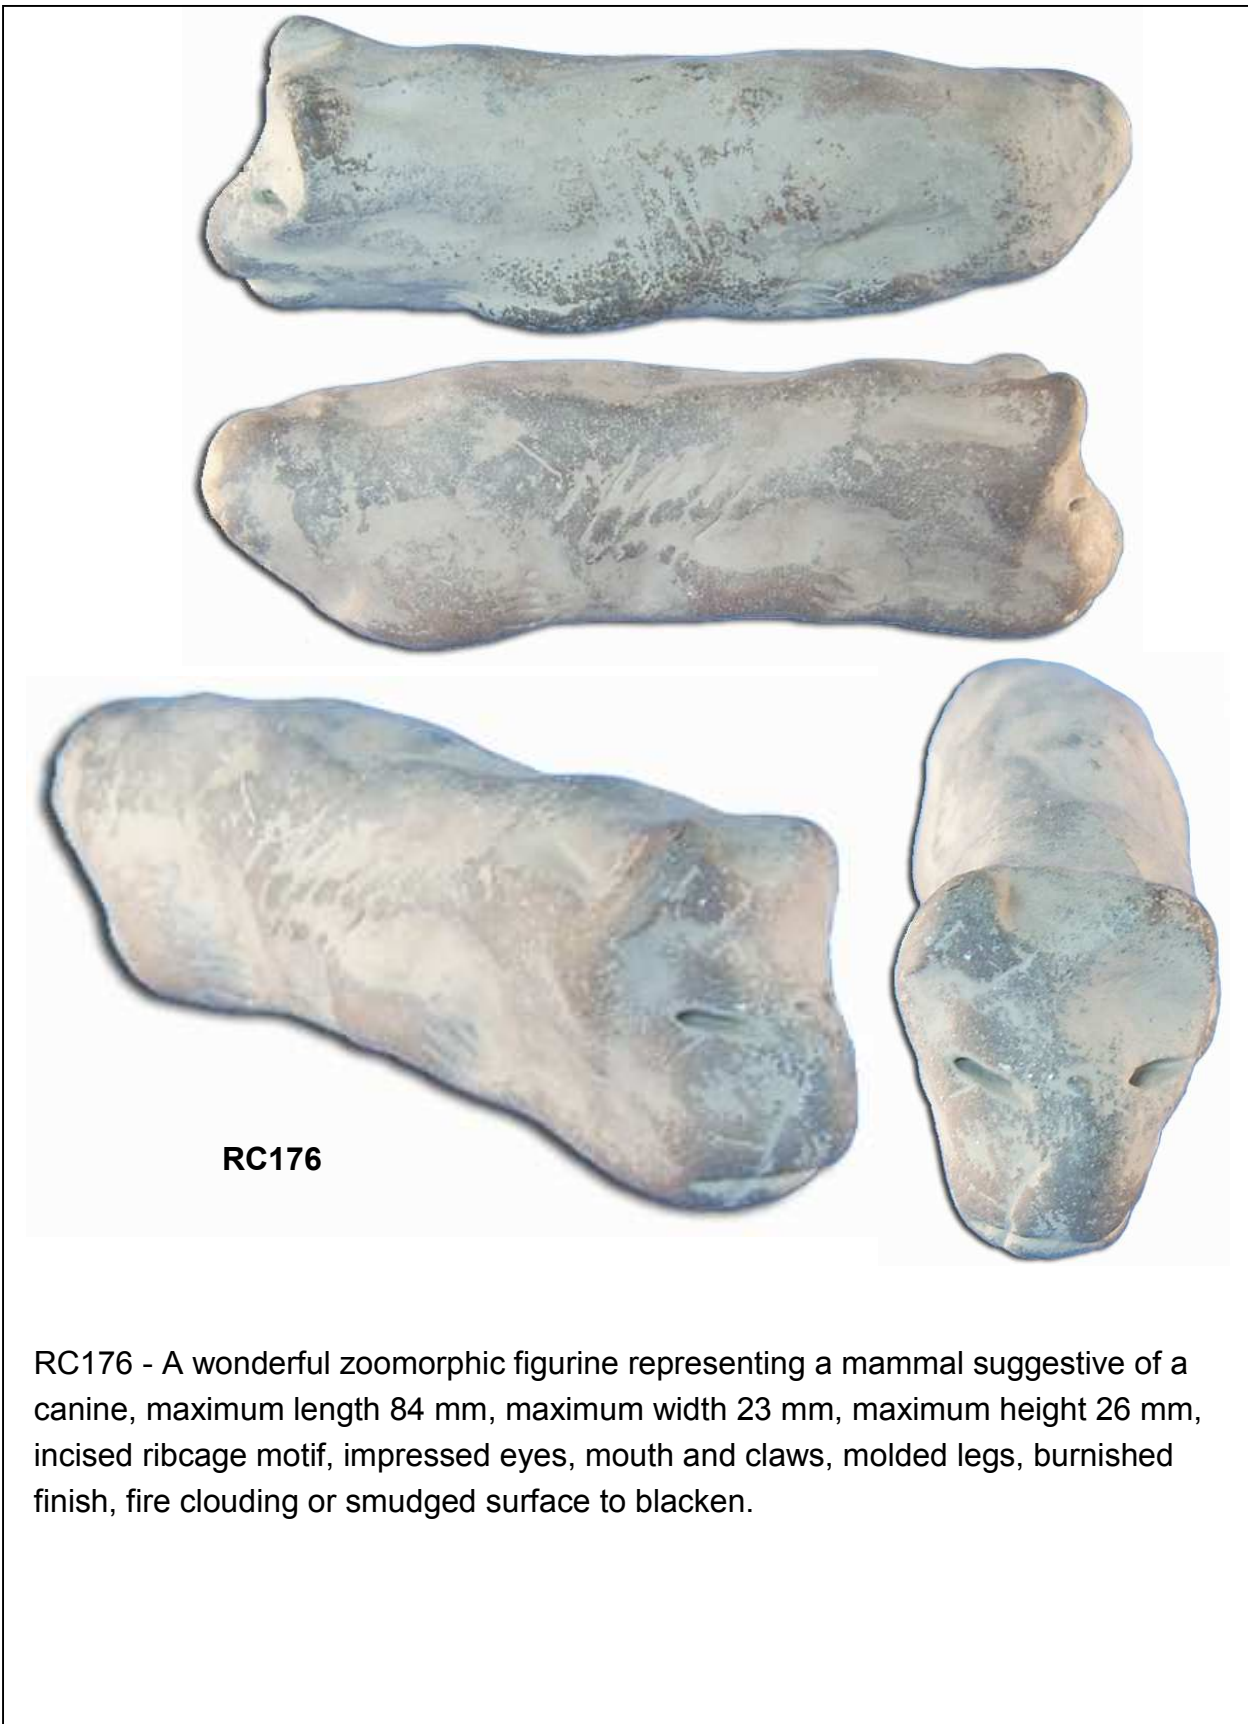 RC176
RC176 - A wonderful zoomorphic figurine representing a mammal suggestive of a
canine, maximum length 84 mm, maximum width 23 mm, maximum height 26 mm,
incised ribcage motif, impressed eyes, mouth and claws, molded legs, burnished
finish, fire clouding or smudged surface to blacken.